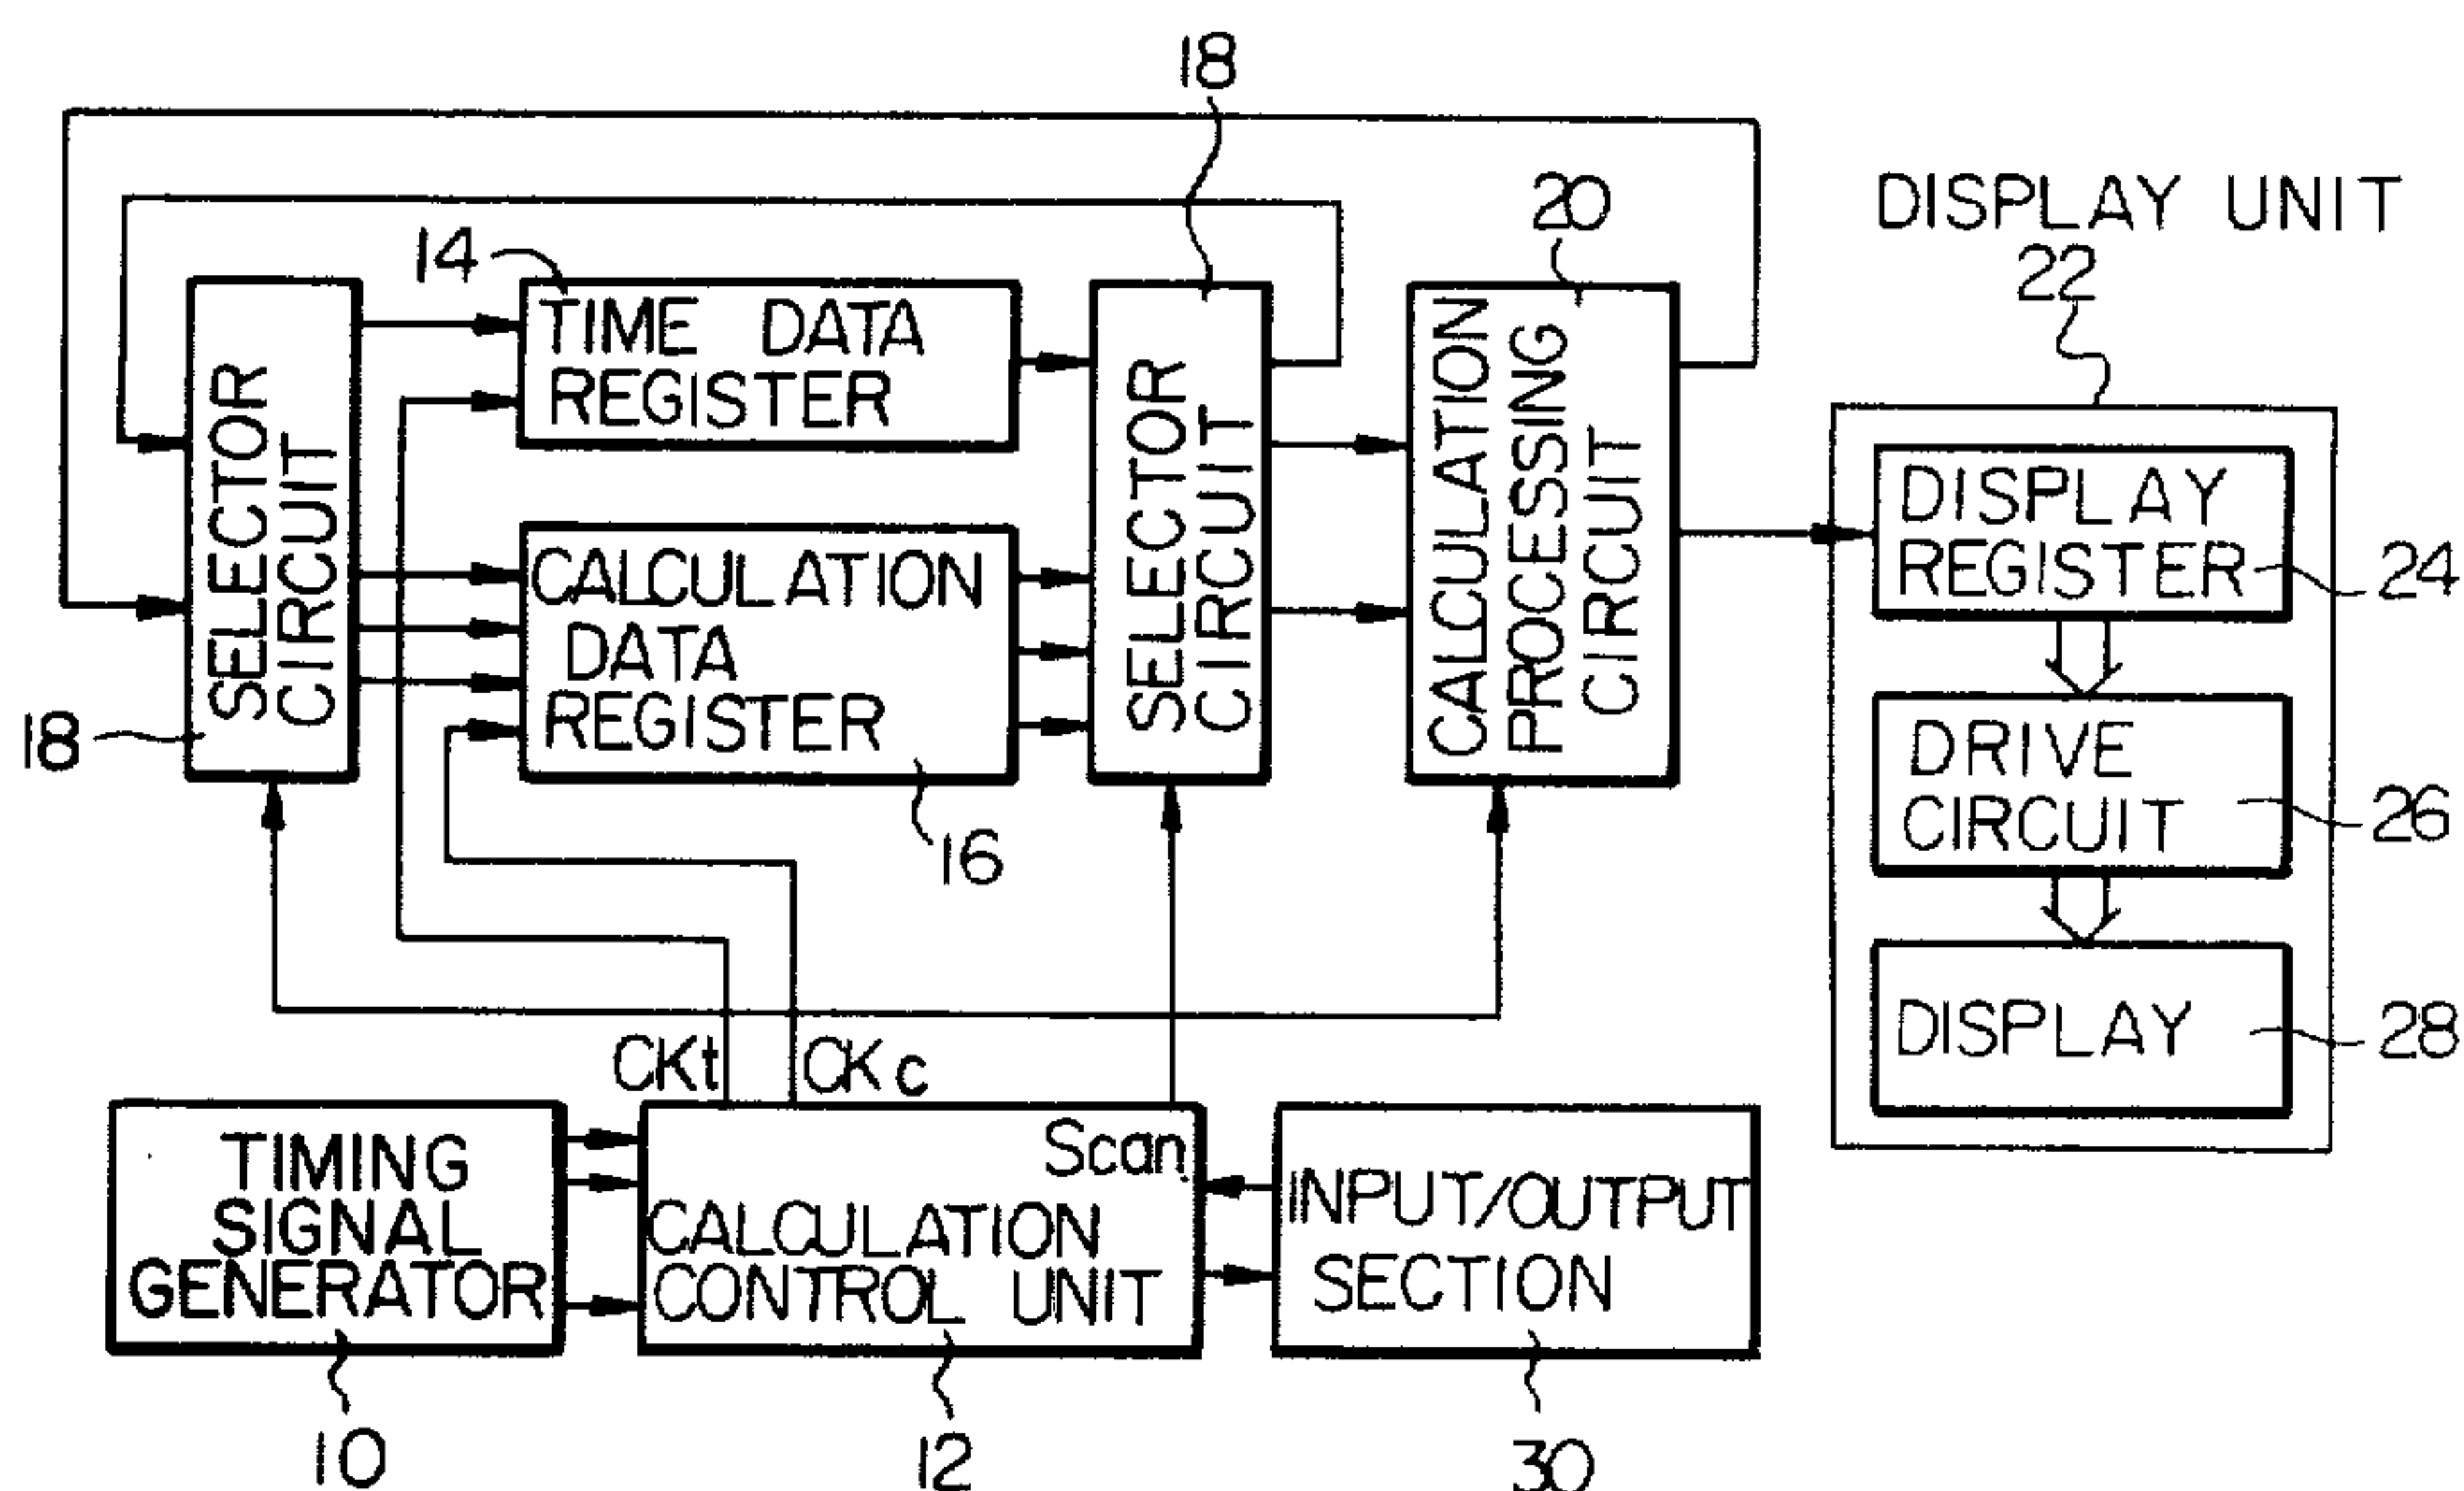 18
20
DISPLAY UNIT
22
14
SELECTOR
CIRCUIT
18
TIME DATA
REGISTER
CALCULATION
DATA
REGISTER
16
SELECTOR
CIRCUIT
CALCULATION
PROCESSING
CIRCUIT
DISPLAY
REGISTER
24
DRIVE
CIRCUIT
26
DISPLAY
28
CKt
CKc
TIMING
SIGNAL
GENERATOR
10
Scan
CALCULATION
CONTROL UNIT
12
INPUT/OUTPUT
SECTION
30